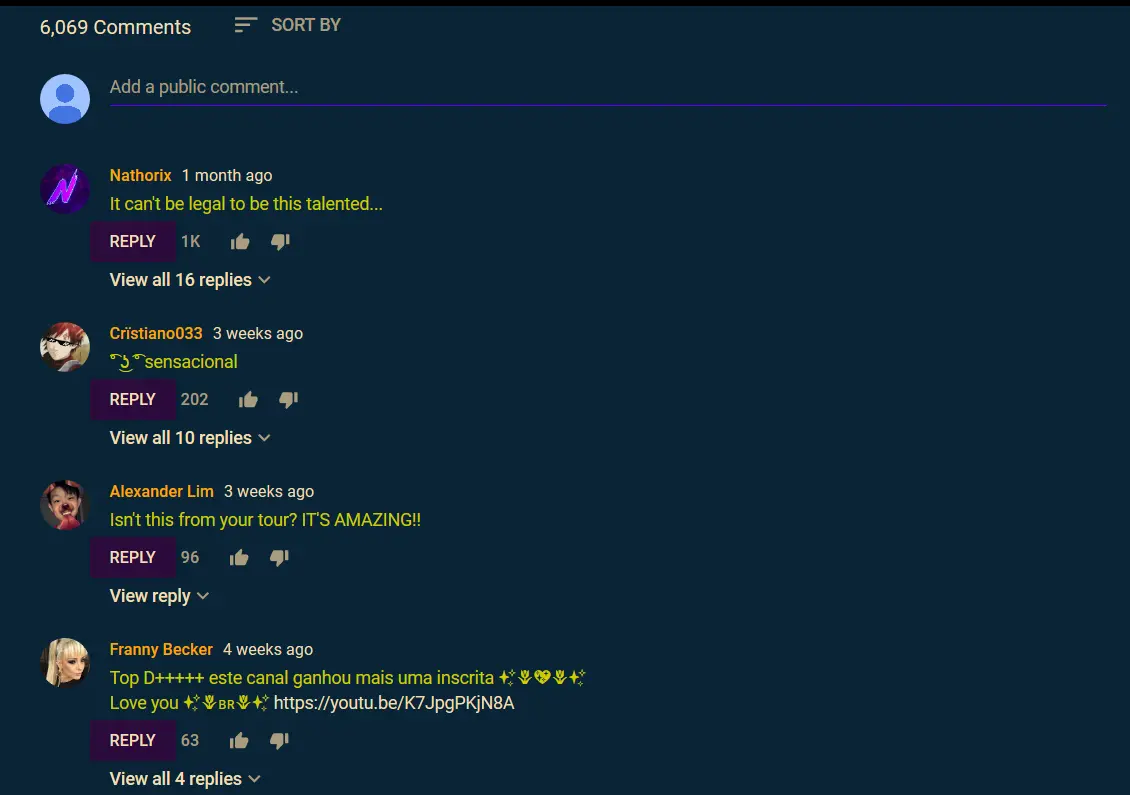 6,069 Comments SORT BY
Add a public comment...
Nathorix 1 month ago
It can't be legal to be this talented...
REPLY 1K
View all 16 replies
Crïstiano033 3 weeks ago
͡° ͜ʖ ͡° sensacional
REPLY 202
View all 10 replies
Alexander Lim 3 weeks ago
Isn't this from your tour? IT'S AMAZING!!
REPLY 96
View reply
Franny Becker 4 weeks ago
Top D+++++ este canal ganhou mais uma inscrita ✨🌷💖🌷✨
Love you ✨🌷🇧🇷🌷✨ https://youtu.be/K7JpgPKjN8A
REPLY 63
View all 4 replies